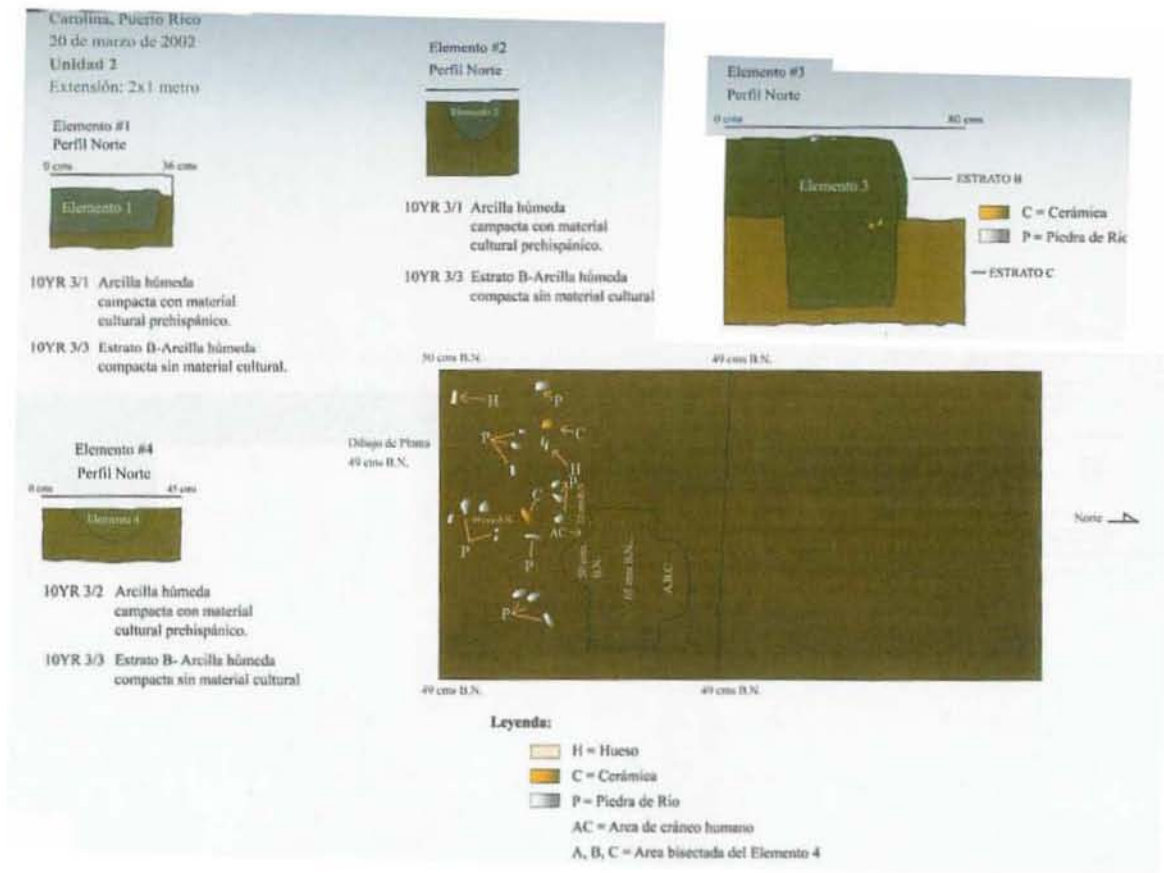 Carolina, Puerto Rico
20 de marzo de 2002
Unidad 2
Extensión: 2x1 metro
Elemento #1
Perfil Norte
0 cms 36 cms
Elemento 1
10YR 3/1 Arcilla húmeda
campacta con material
cultural prehispánico.
10YR 3/3 Estrato B-Arcilla húmeda
compacta sin material cultural.
Elemento #2
Perfil Norte
Elemento 2
10YR 3/1 Arcilla húmeda
compacta con material
cultural prehispánico.
10YR 3/3 Estrato B-Arcilla húmeda
compacta sin material cultural
Elemento #3
Perfil Norte
0 cms 80 cms
Elemento 3
ESTRATO B
C = Cerámica
P = Piedra de Río
ESTRATO C
Elemento #4
Perfil Norte
0 cms 45 cms
Elemento 4
10YR 3/2 Arcilla húmeda
campacta con material
cultural prehispánico.
10YR 3/3 Estrato B- Arcilla húmeda
compacta sin material cultural
50 cms B.N. 49 cms B.N.
Dibujo de Planta
49 cms B.N.
H
P
C
P
H
P
C
AC
P
P
P
50 cms
B.N.
B.N.
A.B.C
Norte
49 cms B.N. 49 cms B.N.
Leyenda:
H = Hueso
C = Cerámica
P = Piedra de Río
AC = Area de cráneo humano
A, B, C = Area bisectada del Elemento 4